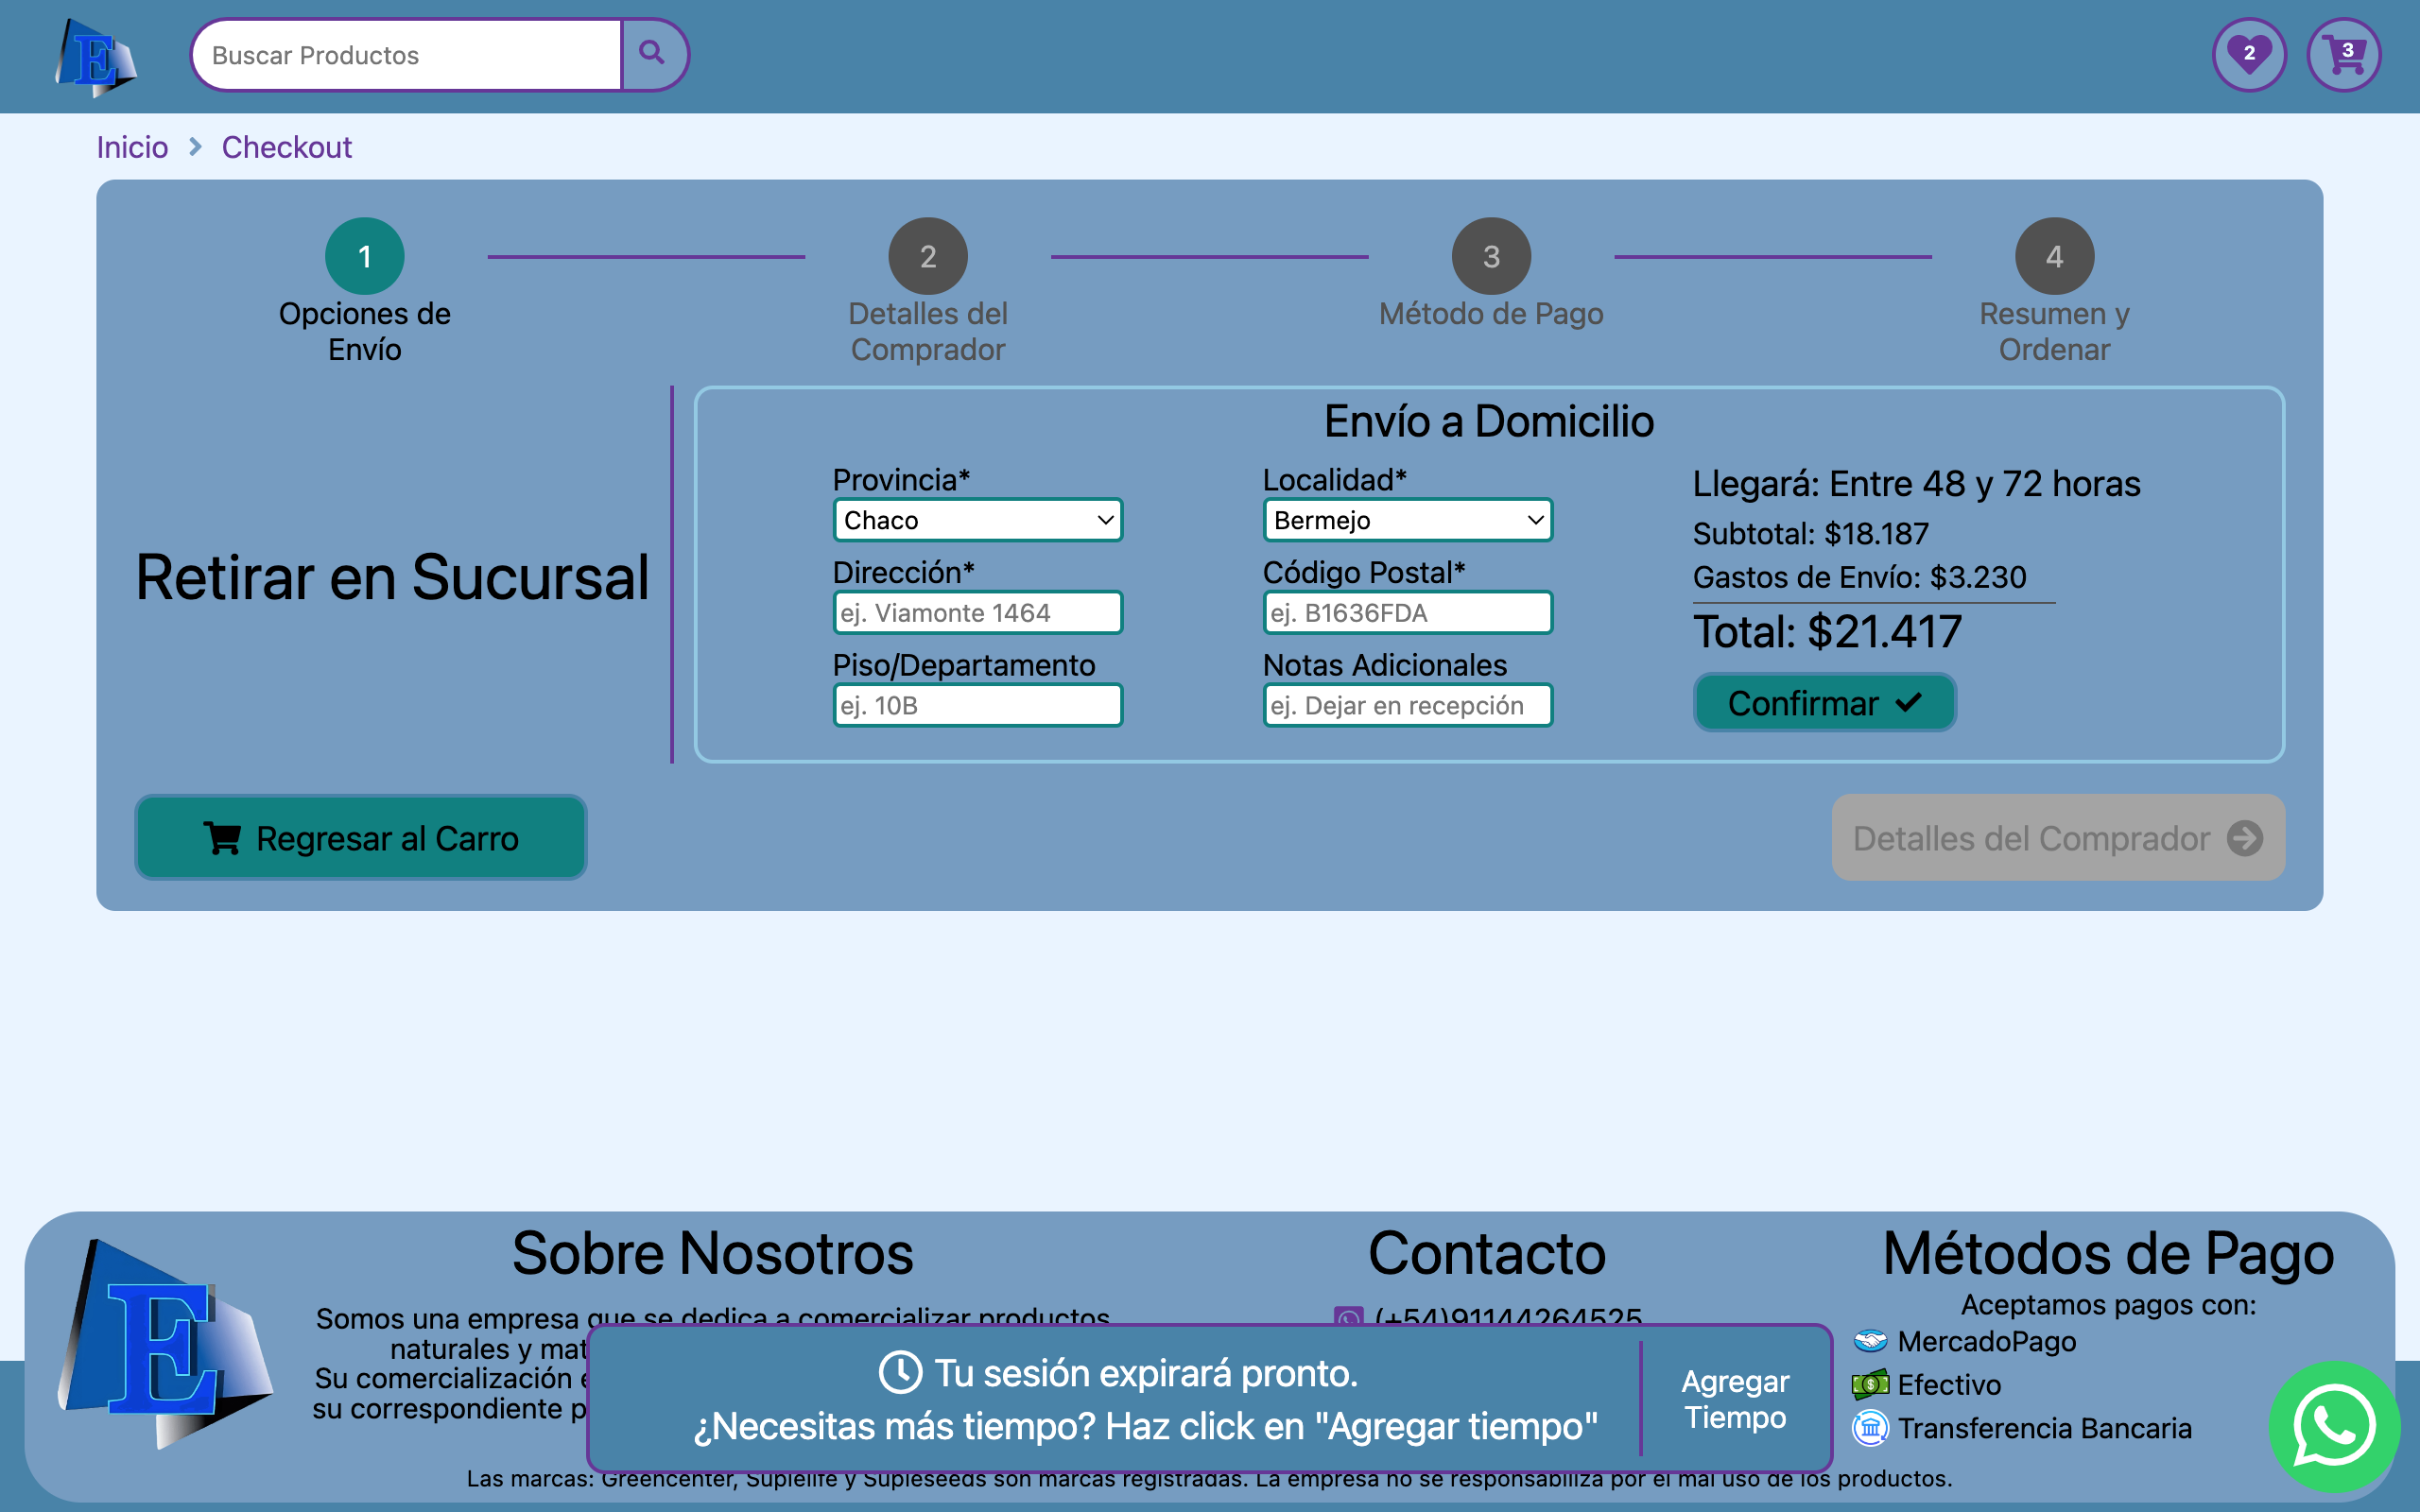 E
Buscar Productos
2
3
Inicio
Checkout
1
2
3
4
Opciones de
Envío
Detalles del
Comprador
Método de Pago
Resumen y
Ordenar
Retirar en Sucursal
Envío a Domicilio
Provincia*
Chaco
Localidad*
Bermejo
Dirección*
ej. Viamonte 1464
Código Postal*
ej. B1636FDA
Piso/Departamento
ej. 10B
Notas Adicionales
ej. Dejar en recepción
Llegará: Entre 48 y 72 horas
Subtotal: $18.187
Gastos de Envío: $3.230
Total: $21.417
Confirmar
Regresar al Carro
Detalles del Comprador
E
Sobre Nosotros
Somos una empresa que se dedica a comercializar productos
naturales y mat
Su comercialización
su correspondiente p
Contacto
(+54)91144264525
Métodos de Pago
Aceptamos pagos con:
MercadoPago
Efectivo
Transferencia Bancaria
Tu sesión expirará pronto.
¿Necesitas más tiempo? Haz click en "Agregar tiempo"
Agregar
Tiempo
Las marcas: Greencenter, Suplelife y Supleseeds son marcas registradas. La empresa no se responsabiliza por el mal uso de los productos.